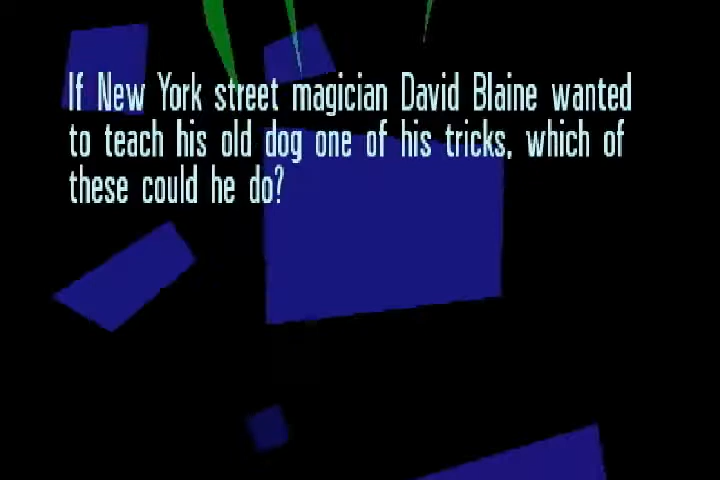 If New York street magician David Blaine wanted
to teach his old dog one of his tricks, which of
these could he do?